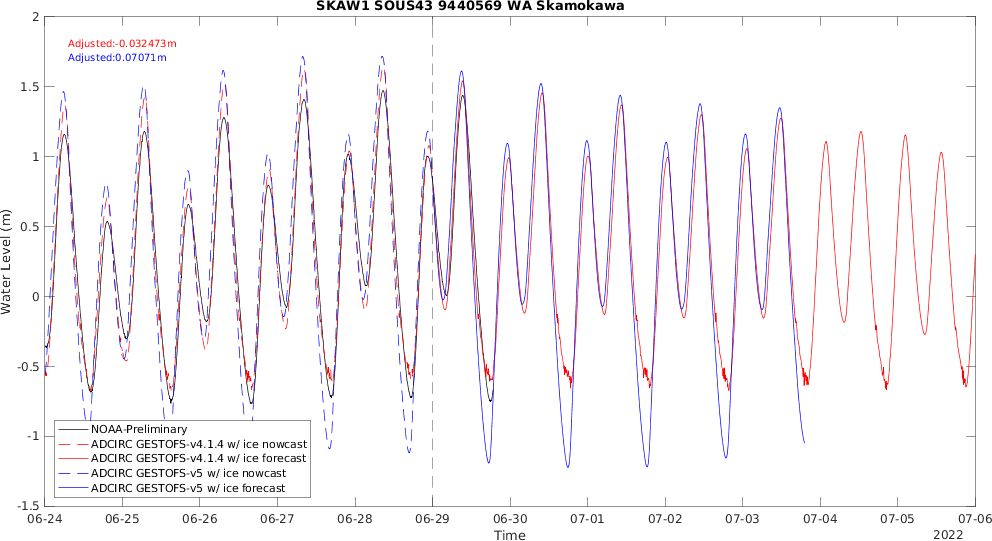 SKAW1 SOUS43 9440569 WA Skamokawa
Adjusted:-0.032473m
Adjusted:0.07071m
Water Level (m)
2
1.5
1
0.5
0
-0.5
-1
-1.5
NOAA-Preliminary
ADCIRC GESTOFS-v4.1.4 w/ ice nowcast
ADCIRC GESTOFS-v4.1.4 w/ ice forecast
ADCIRC GESTOFS-v5 w/ ice nowcast
ADCIRC GESTOFS-v5 w/ ice forecast
06-24 06-25 06-26 06-27 06-28 06-29 06-30 07-01 07-02 07-03 07-04 07-05 07-06
Time
2022